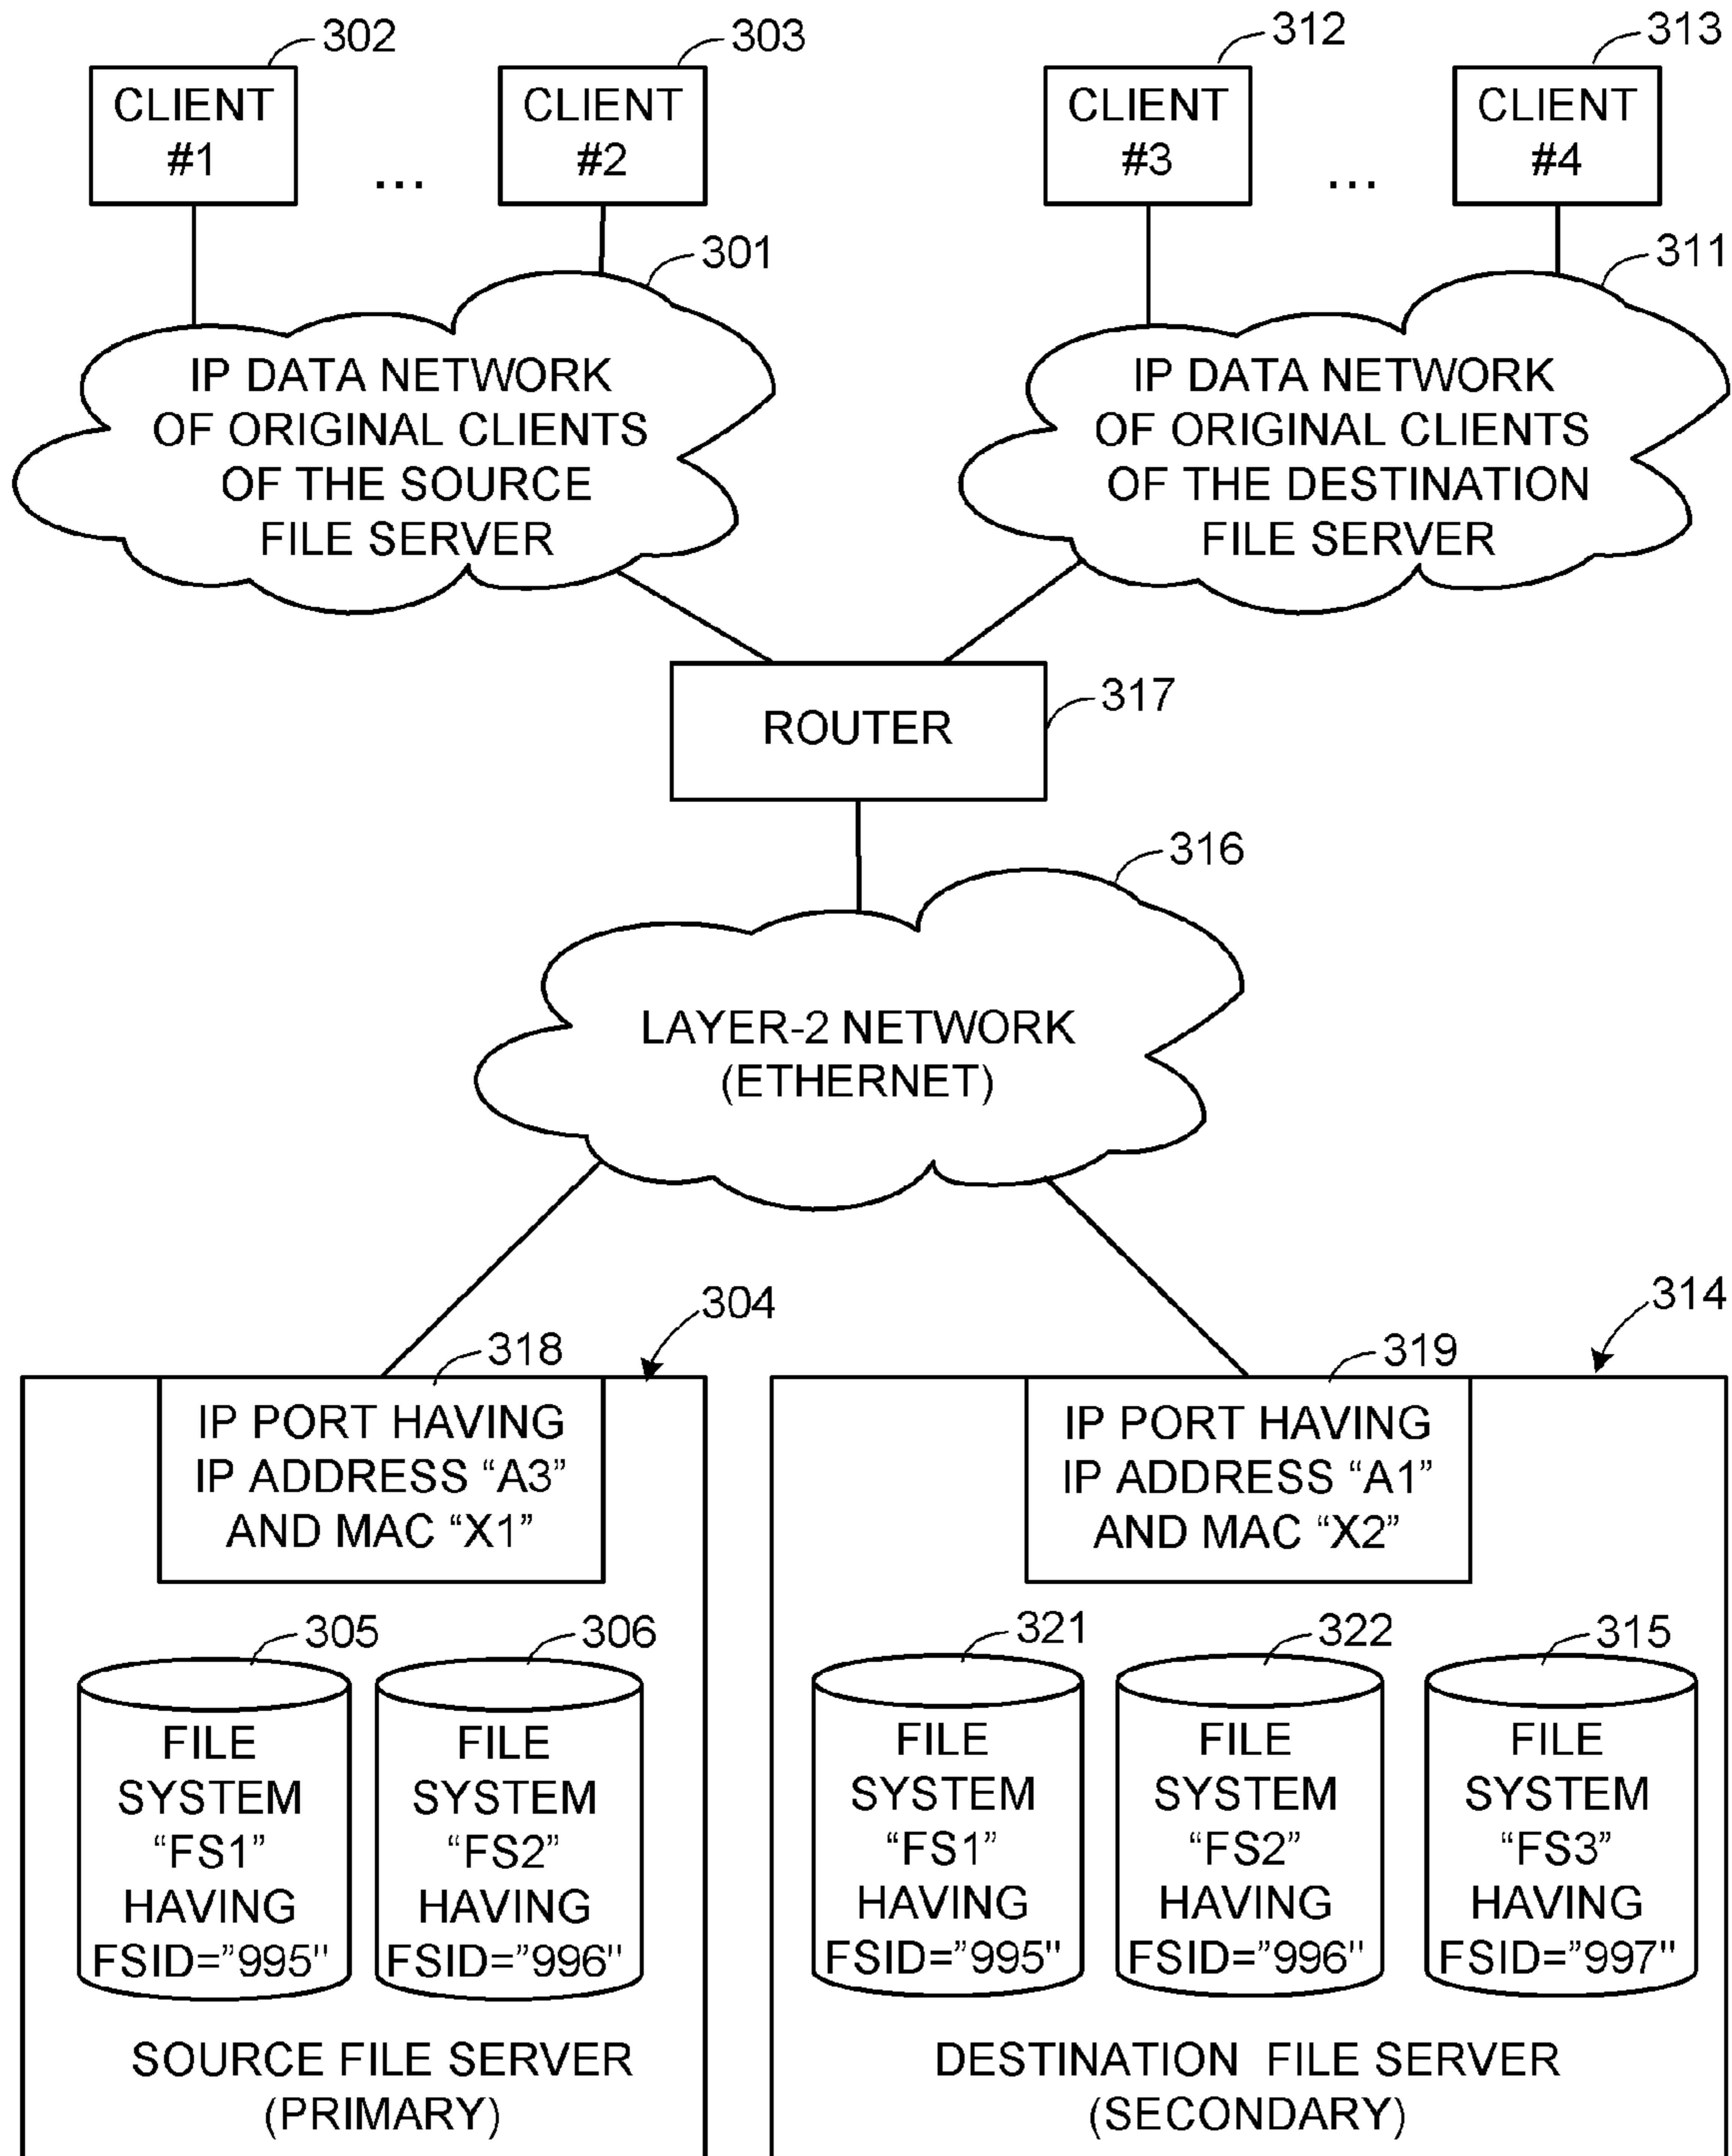 302
303
312
313
CLIENT
#1
...
CLIENT
#2
CLIENT
#3
...
CLIENT
#4
301
311
IP DATA NETWORK
OF ORIGINAL CLIENTS
OF THE SOURCE
FILE SERVER
IP DATA NETWORK
OF ORIGINAL CLIENTS
OF THE DESTINATION
FILE SERVER
317
ROUTER
316
LAYER-2 NETWORK
(ETHERNET)
304
314
318
319
IP PORT HAVING
IP ADDRESS “A3”
AND MAC “X1”
IP PORT HAVING
IP ADDRESS “A1”
AND MAC “X2”
305
306
321
322
315
FILE
SYSTEM
“FS1”
HAVING
FSID=”995"
FILE
SYSTEM
“FS2”
HAVING
FSID=”996"
FILE
SYSTEM
“FS1”
HAVING
FSID=”995"
FILE
SYSTEM
“FS2”
HAVING
FSID=”996"
FILE
SYSTEM
“FS3”
HAVING
FSID=”997"
SOURCE FILE SERVER
(PRIMARY)
DESTINATION FILE SERVER
(SECONDARY)